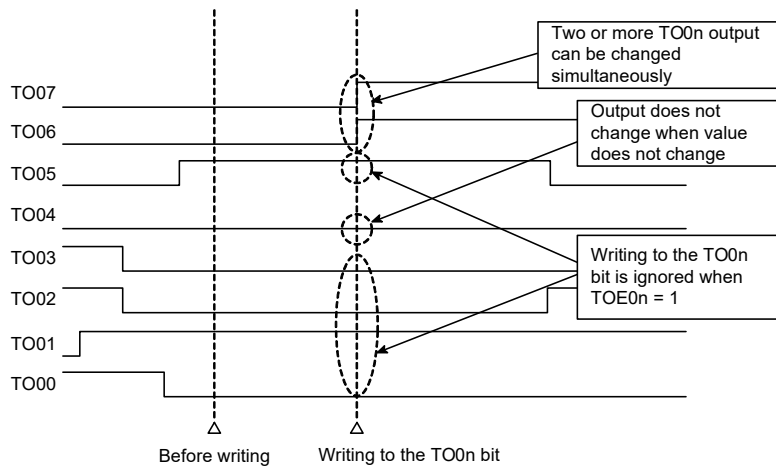 Two or more TO0n output
can be changed
simultaneously
TO07
TO06
Output does not
change when value
does not change
TO05
TO04
TO03
Writing to the TO0n
bit is ignored when
TOE0n = 1
TO02
TO01
TO00
Before writing
Writing to the TO0n bit